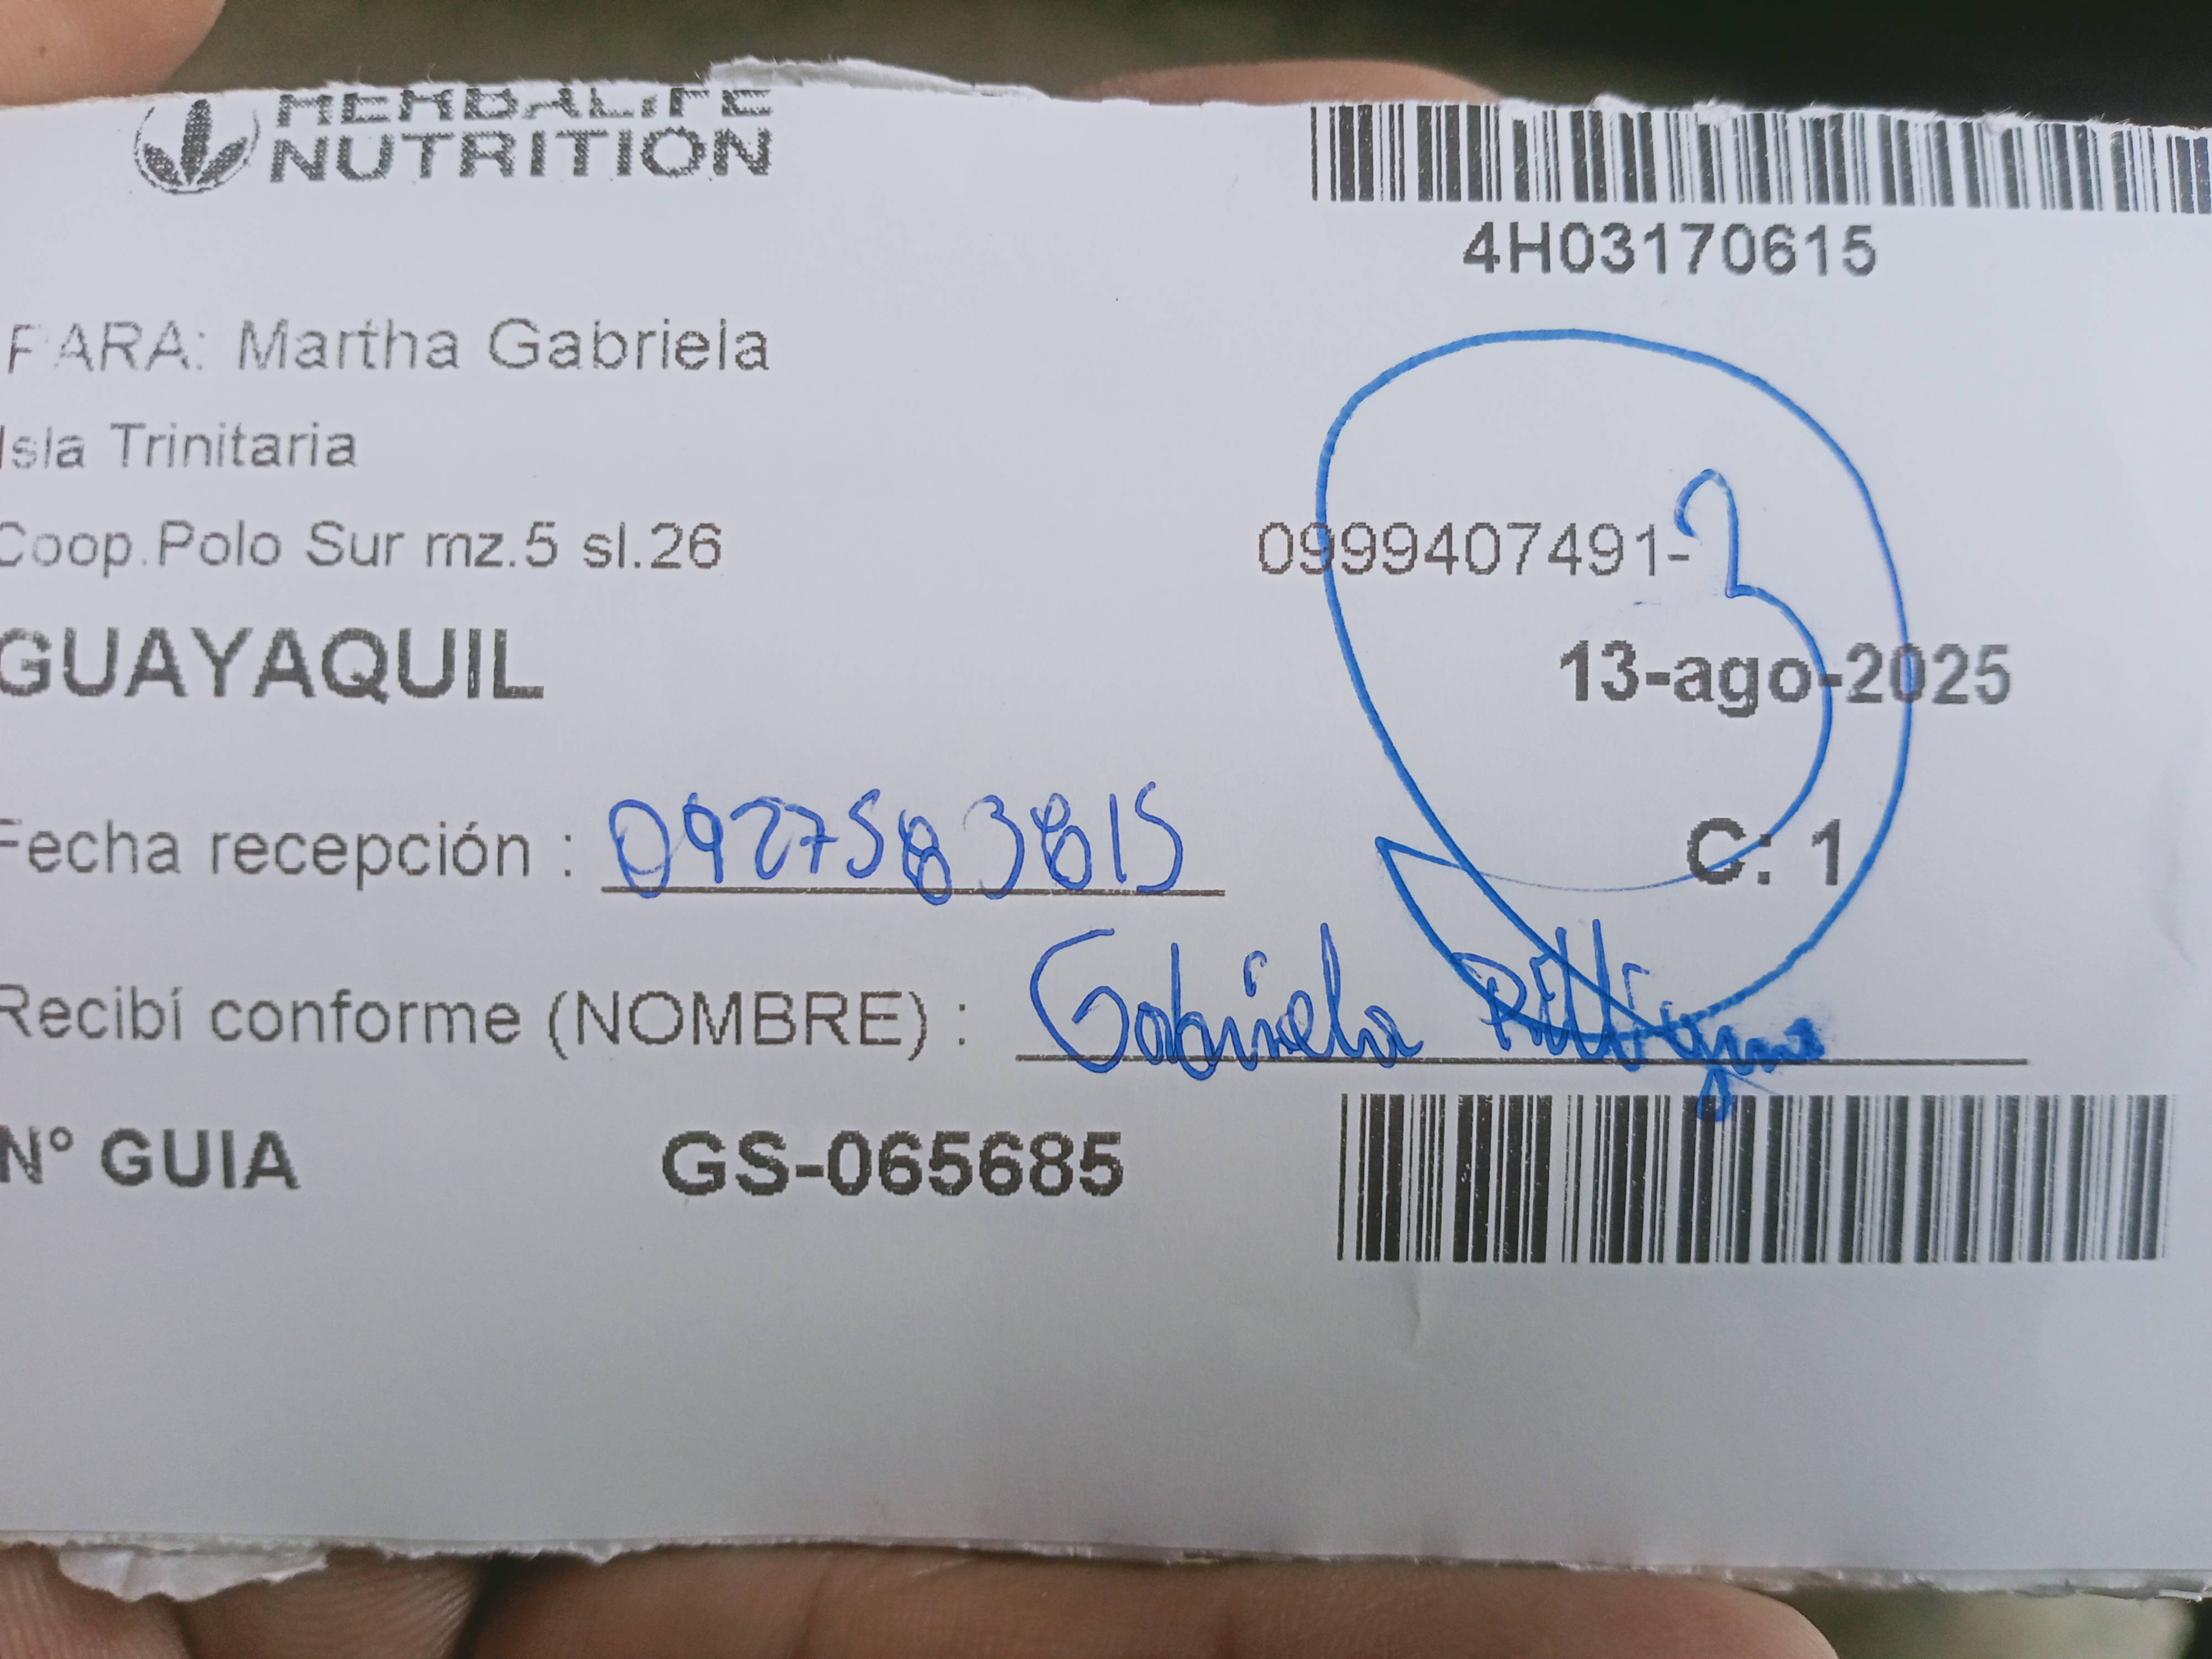 HERBALIFE
NUTRITION
4H03170615
PARA: Martha Gabriela
Isla Trinitaria
Coop.Polo Sur mz.5 sl.26
0999407491-
GUAYAQUIL
13-ago-2025
C: 1
Fecha recepción : 0927583815
Recibí conforme (NOMBRE) : Gabriela
N° GUIA GS-065685